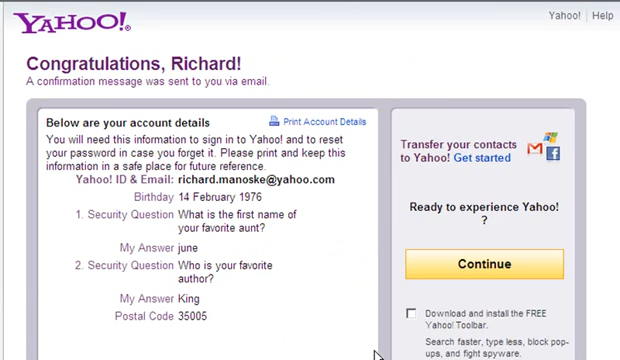 Yahoo! Help
YAHOO!
Congratulations, Richard!
A confirmation message was sent to you via email.
Below are your account details
Print Account Details
You will need this information to sign in to Yahoo! and to reset
your password in case you forget it. Please print and keep this
information in a safe place for future reference.
Yahoo! ID & Email: richard.manoske@yahoo.com
Birthday 14 February 1976
1. Security Question What is the first name of
your favorite aunt?
My Answer june
2. Security Question Who is your favorite
author?
My Answer King
Postal Code 35005
Transfer your contacts
to Yahoo! Get started
Ready to experience Yahoo!
?
Continue
Download and install the FREE
Yahoo! Toolbar.
Search faster, type less, block pop-
ups, and fight spyware.